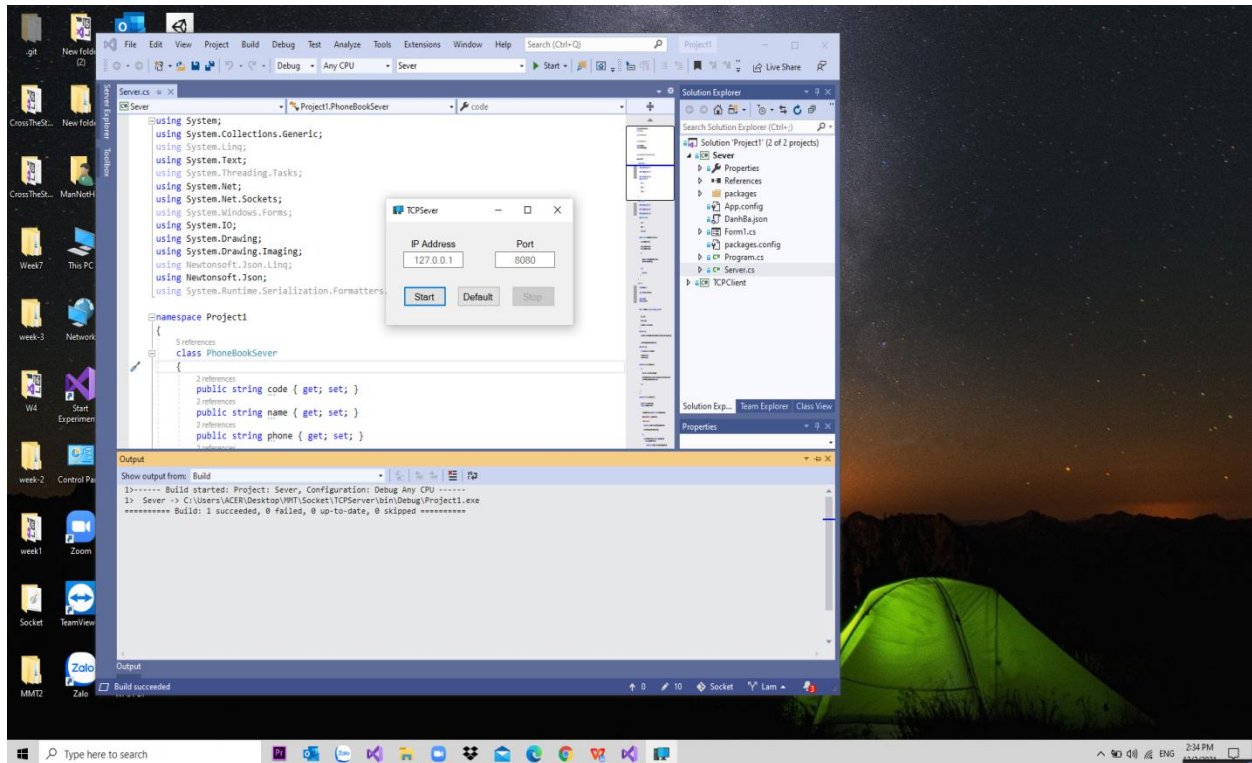 .git
New folde
(2)
CrossTheSt...
New folde
CrossTheSt...
ManNotH
Week7
This PC
week-3
Network
W4
Start
Experimen
week-2
Control Pa
week1
Zoom
Socket
TeamView
MMT2
Zalo
File Edit View Project Build Debug Test Analyze Tools Extensions Window Help Search (Ctrl+Q) Project1
Debug Any CPU Sever Start Live Share
Server Explorer
Toolbox
Server.cs
Sever Project1.PhoneBookSever code
using System;
using System.Collections.Generic;
using System.Linq;
using System.Text;
using System.Threading.Tasks;
using System.Net;
using System.Net.Sockets;
using System.Windows.Forms;
using System.IO;
using System.Drawing;
using System.Drawing.Imaging;
using Newtonsoft.Json.Linq;
using Newtonsoft.Json;
using System.Runtime.Serialization.Formatters.
namespace Project1
{
5 references
class PhoneBookSever
{
2 references
public string code { get; set; }
2 references
public string name { get; set; }
2 references
public string phone { get; set; }
2 references
TCPSever
IP Address Port
127.0.0.1 8080
Start Default Stop
Solution Explorer
Search Solution Explorer (Ctrl+;)
Solution 'Project1' (2 of 2 projects)
Sever
Properties
References
packages
App.config
DanhBa.json
Form1.cs
packages.config
Program.cs
Server.cs
TCPClient
Solution Exp... Team Explorer Class View
Properties
Output
Show output from: Build
1>------ Build started: Project: Sever, Configuration: Debug Any CPU ------
1> Sever -> C:\Users\ACER\Desktop\MMT\Socket\TCPServer\bin\Debug\Project1.exe
========== Build: 1 succeeded, 0 failed, 0 up-to-date, 0 skipped ==========
Output
Build succeeded 0 10 Socket Lam 3
Type here to search
ENG
2:34 PM